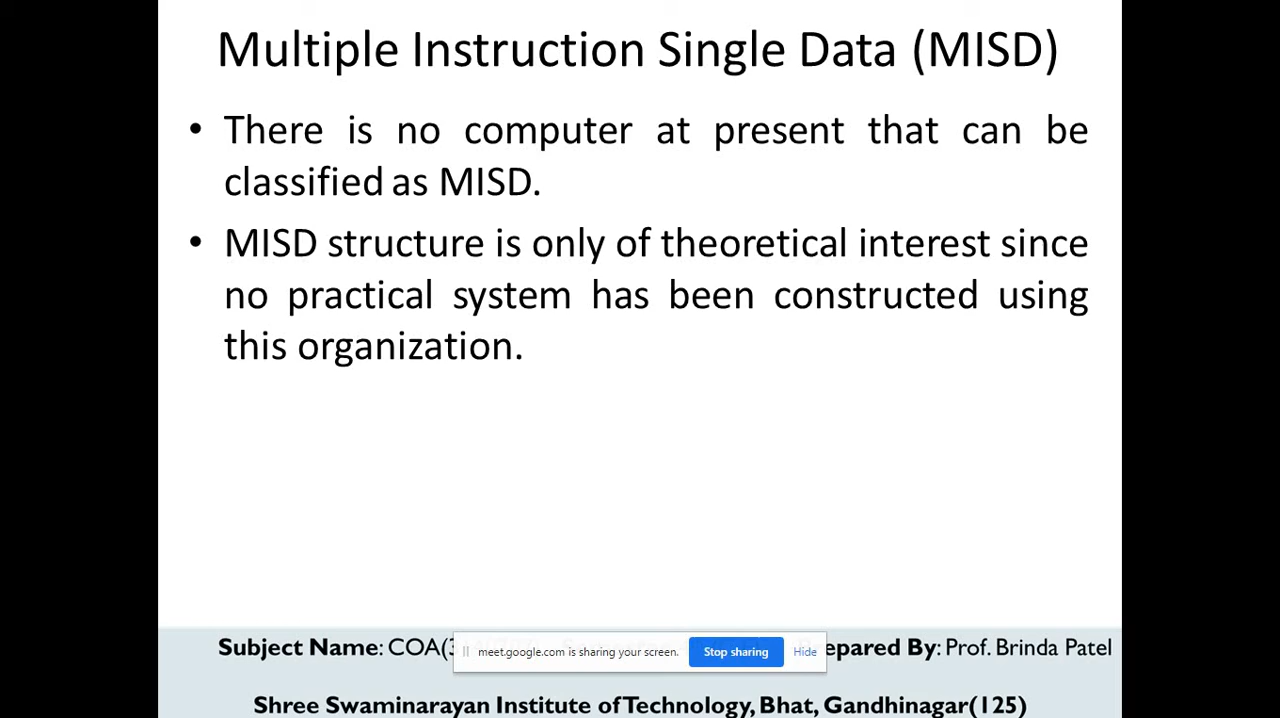 Multiple Instruction Single Data (MISD)
• There is no computer at present that can be
classified as MISD.
• MISD structure is only of theoretical interest since
no practical system has been constructed using
this organization.
Subject Name: COA(3 epared By: Prof. Brinda Patel
meet.google.com is sharing your screen. Stop sharing Hide
Shree Swaminarayan Institute of Technology, Bhat, Gandhinagar(125)